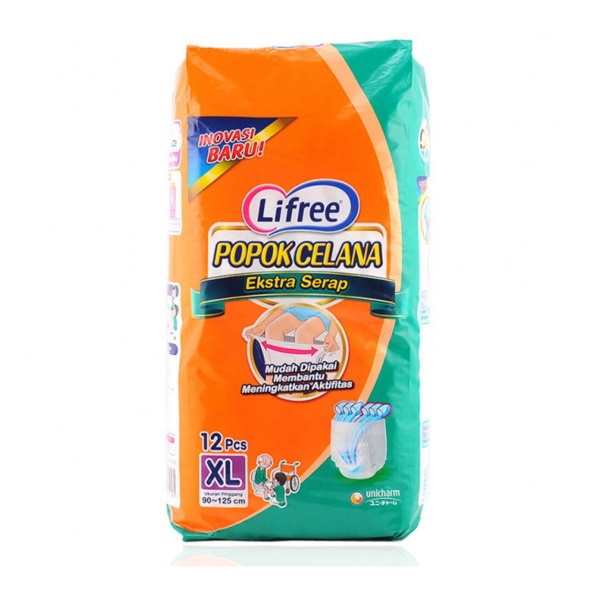 INOVASI
BARU!
Lifree®
POPOK CELANA
Ekstra Serap
Mudah Dipakai
Membantu
Meningkatkan Aktifitas
12 Pcs
XL
Ukuran Pinggang
90~125 cm
unicharm
ユニ・チャーム